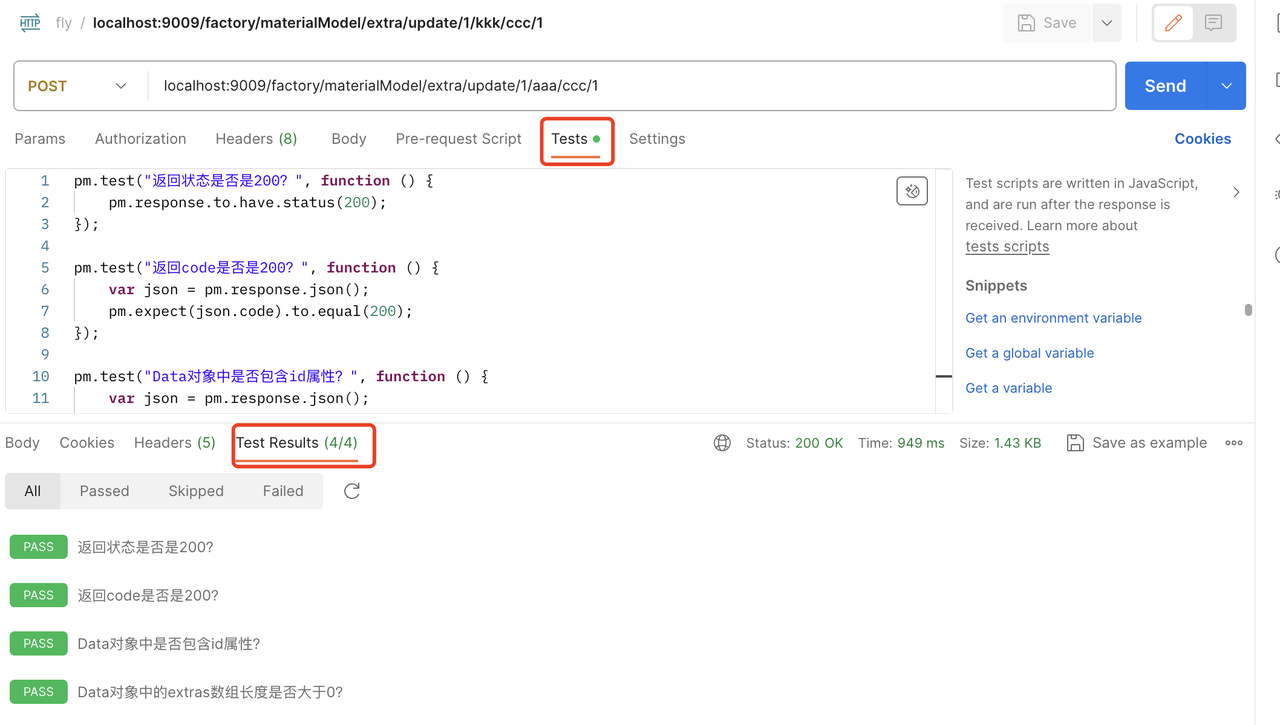 HTTP fly / localhost:9009/factory/materialModel/extra/update/1/kkk/ccc/1 Save
POST localhost:9009/factory/materialModel/extra/update/1/aaa/ccc/1 Send
Params Authorization Headers (8) Body Pre-request Script Tests Settings Cookies
1 pm.test("返回状态是否是200? ", function () {
2 pm.response.to.have.status(200);
3 });
4
5 pm.test("返回code是否是200? ", function () {
6 var json = pm.response.json();
7 pm.expect(json.code).to.equal(200);
8 });
9
10 pm.test("Data对象中是否包含id属性? ", function () {
11 var json = pm.response.json();
Test scripts are written in JavaScript,
and are run after the response is
received. Learn more about
tests scripts
Snippets
Get an environment variable
Get a global variable
Get a variable
Body Cookies Headers (5) Test Results (4/4) Status: 200 OK Time: 949 ms Size: 1.43 KB Save as example
All Passed Skipped Failed
PASS 返回状态是否是200?
PASS 返回code是否是200?
PASS Data对象中是否包含id属性?
PASS Data对象中的extras数组长度是否大于0?